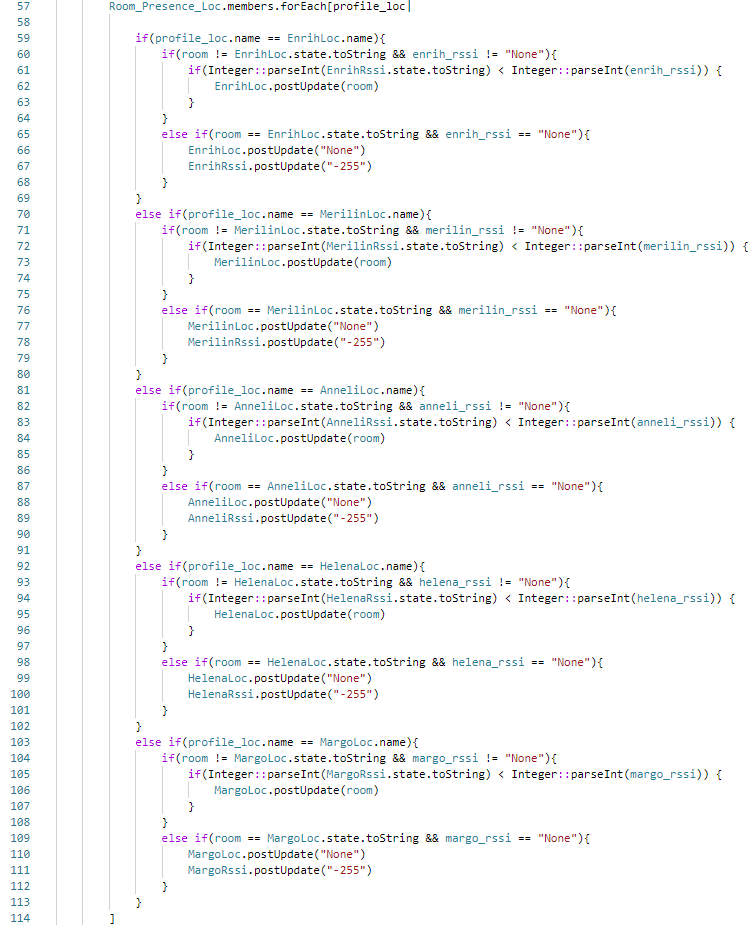 57 Room_Presence_Loc.members.forEach[profile_loc|
58
59 if(profile_loc.name == EnrihLoc.name){
60 if(room != EnrihLoc.state.toString && enrih_rssi != "None"){
61 if(Integer::parseInt(EnrihRssi.state.toString) < Integer::parseInt(enrih_rssi)) {
62 EnrihLoc.postUpdate(room)
63 }
64 }
65 else if(room == EnrihLoc.state.toString && enrih_rssi == "None"){
66 EnrihLoc.postUpdate("None")
67 EnrihRssi.postUpdate("-255")
68 }
69 }
70 else if(profile_loc.name == MerilinLoc.name){
71 if(room != MerilinLoc.state.toString && merilin_rssi != "None"){
72 if(Integer::parseInt(MerilinRssi.state.toString) < Integer::parseInt(merilin_rssi)) {
73 MerilinLoc.postUpdate(room)
74 }
75 }
76 else if(room == MerilinLoc.state.toString && merilin_rssi == "None"){
77 MerilinLoc.postUpdate("None")
78 MerilinRssi.postUpdate("-255")
79 }
80 }
81 else if(profile_loc.name == AnneliLoc.name){
82 if(room != AnneliLoc.state.toString && anneli_rssi != "None"){
83 if(Integer::parseInt(AnneliRssi.state.toString) < Integer::parseInt(anneli_rssi)) {
84 AnneliLoc.postUpdate(room)
85 }
86 }
87 else if(room == AnneliLoc.state.toString && anneli_rssi == "None"){
88 AnneliLoc.postUpdate("None")
89 AnneliRssi.postUpdate("-255")
90 }
91 }
92 else if(profile_loc.name == HelenaLoc.name){
93 if(room != HelenaLoc.state.toString && helena_rssi != "None"){
94 if(Integer::parseInt(HelenaRssi.state.toString) < Integer::parseInt(helena_rssi)) {
95 HelenaLoc.postUpdate(room)
96 }
97 }
98 else if(room == HelenaLoc.state.toString && helena_rssi == "None"){
99 HelenaLoc.postUpdate("None")
100 HelenaRssi.postUpdate("-255")
101 }
102 }
103 else if(profile_loc.name == MargoLoc.name){
104 if(room != MargoLoc.state.toString && margo_rssi != "None"){
105 if(Integer::parseInt(MargoRssi.state.toString) < Integer::parseInt(margo_rssi)) {
106 MargoLoc.postUpdate(room)
107 }
108 }
109 else if(room == MargoLoc.state.toString && margo_rssi == "None"){
110 MargoLoc.postUpdate("None")
111 MargoRssi.postUpdate("-255")
112 }
113 }
114 ]